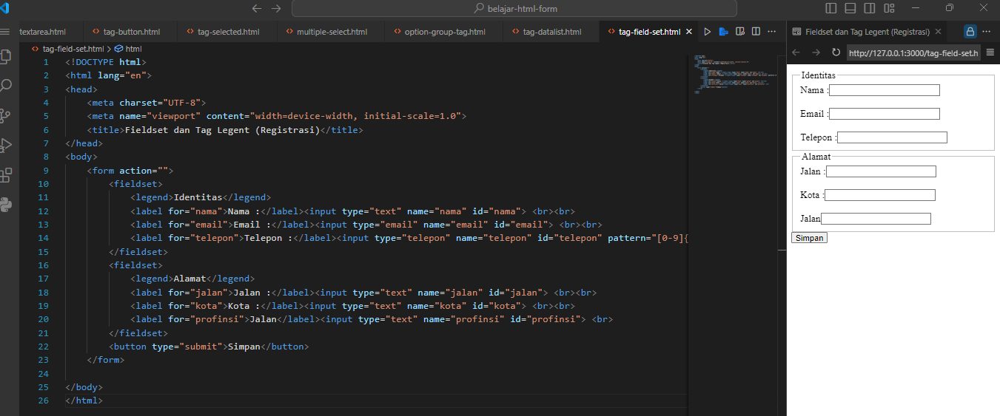 belajar-html-form
textarea.html
tag-button.html
tag-selected.html
multiple-select.html
option-group-tag.html
tag-datalist.html
tag-field-set.html
tag-field-set.html > html
1 <!DOCTYPE html>
2 <html lang="en">
3 <head>
4 <meta charset="UTF-8">
5 <meta name="viewport" content="width=device-width, initial-scale=1.0">
6 <title>Fieldset dan Tag Legent (Registrasi)</title>
7 </head>
8 <body>
9 <form action="">
10 <fieldset>
11 <legend>Identitas</legend>
12 <label for="nama">Nama :</label><input type="text" name="nama" id="nama"> <br><br>
13 <label for="email">Email :</label><input type="email" name="email" id="email"> <br><br>
14 <label for="telepon">Telepon :</label><input type="telepon" name="telepon" id="telepon" pattern="[0-9]{
15 </fieldset>
16 <fieldset>
17 <legend>Alamat</legend>
18 <label for="jalan">Jalan :</label><input type="text" name="jalan" id="jalan"> <br><br>
19 <label for="kota">Kota :</label><input type="text" name="kota" id="kota"> <br><br>
20 <label for="profinsi">Jalan</label><input type="text" name="profinsi" id="profinsi"> <br>
21 </fieldset>
22 <button type="submit">Simpan</button>
23 </form>
24
25 </body>
26 </html>
Fieldset dan Tag Legent (Registrasi)
http://127.0.0.1:3000/tag-field-set.h
Identitas
Nama :
Email :
Telepon :
Alamat
Jalan :
Kota :
Jalan
Simpan